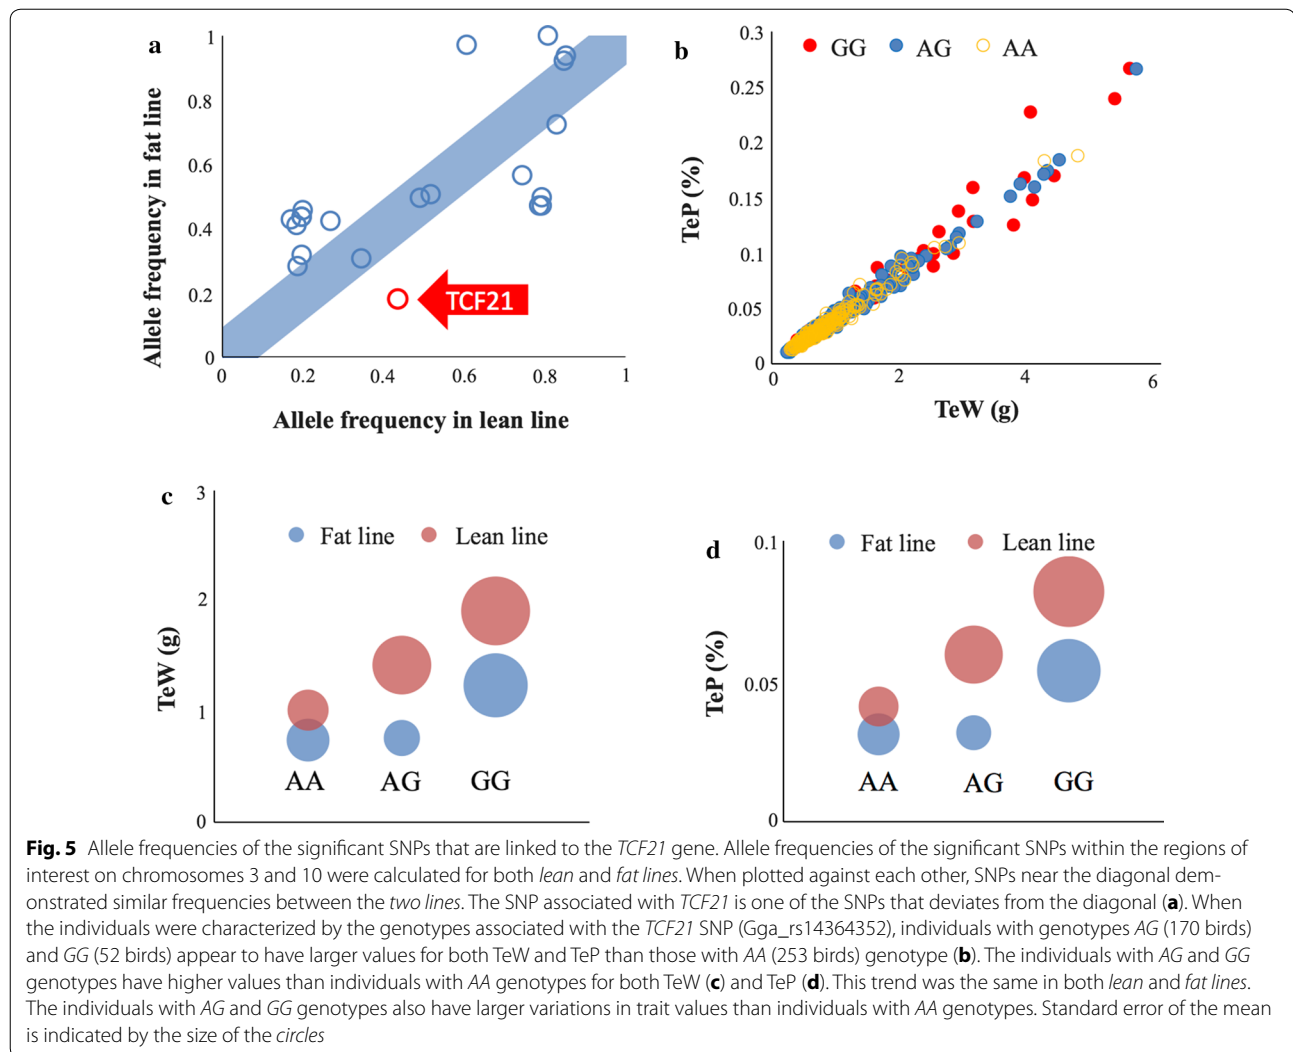 a
Allele frequency in fat line
1
0.8
0.6
0.4
0.2
0
TCF21
0 0.2 0.4 0.6 0.8 1
Allele frequency in lean line
b
GG AG AA
TeP (%)
0.3
0.25
0.2
0.15
0.1
0.05
0
0 2 4 6
TeW (g)
c
Fat line Lean line
TeW (g)
3
2
1
0
AA AG GG
d
Fat line Lean line
TeP (%)
0.1
0.05
0
AA AG GG
Fig. 5 Allele frequencies of the significant SNPs that are linked to the TCF21 gene. Allele frequencies of the significant SNPs within the regions of
interest on chromosomes 3 and 10 were calculated for both lean and fat lines. When plotted against each other, SNPs near the diagonal dem-
onstrated similar frequencies between the two lines. The SNP associated with TCF21 is one of the SNPs that deviates from the diagonal (a). When
the individuals were characterized by the genotypes associated with the TCF21 SNP (Gga_rs14364352), individuals with genotypes AG (170 birds)
and GG (52 birds) appear to have larger values for both TeW and TeP than those with AA (253 birds) genotype (b). The individuals with AG and GG
genotypes have higher values than individuals with AA genotypes for both TeW (c) and TeP (d). This trend was the same in both lean and fat lines.
The individuals with AG and GG genotypes also have larger variations in trait values than individuals with AA genotypes. Standard error of the mean
is indicated by the size of the circles